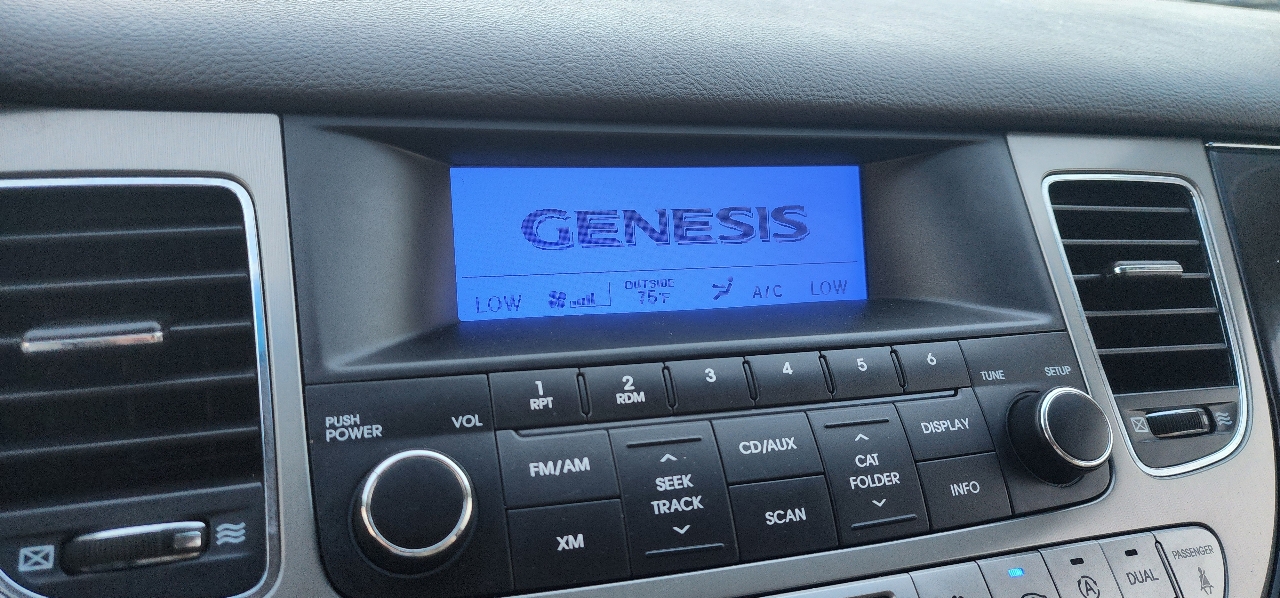 GENESIS
LOW OUTSIDE 75°F A/C LOW
1 2 3 4 5 6
RPT RDM
PUSH POWER VOL TUNE SETUP
FM/AM SEEK TRACK CD/AUX CAT FOLDER DISPLAY
XM SCAN INFO
A DUAL PASSENGER